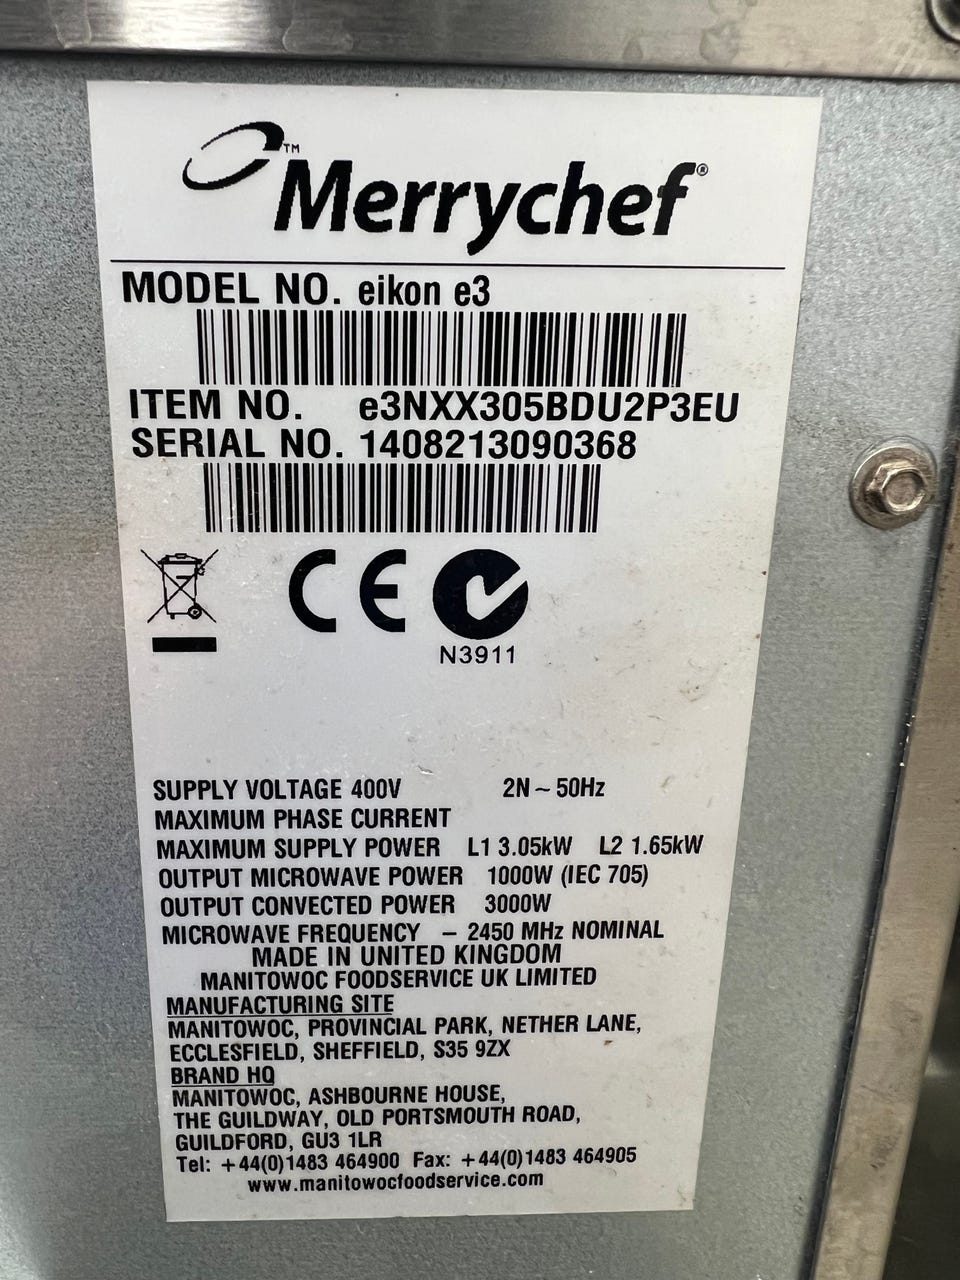 Merrychef™®
MODEL NO. eikon e3
ITEM NO. e3NXX305BDU2P3EU
SERIAL NO. 1408213090368
CE
N3911
SUPPLY VOLTAGE 400V 2N ~ 50Hz
MAXIMUM PHASE CURRENT
MAXIMUM SUPPLY POWER L1 3.05kW L2 1.65kW
OUTPUT MICROWAVE POWER 1000W (IEC 705)
OUTPUT CONVECTED POWER 3000W
MICROWAVE FREQUENCY – 2450 MHz NOMINAL
MADE IN UNITED KINGDOM
MANITOWOC FOODSERVICE UK LIMITED
MANUFACTURING SITE
MANITOWOC, PROVINCIAL PARK, NETHER LANE,
ECCLESFIELD, SHEFFIELD, S35 9ZX
BRAND HQ
MANITOWOC, ASHBOURNE HOUSE,
THE GUILDWAY, OLD PORTSMOUTH ROAD,
GUILDFORD, GU3 1LR
Tel: +44(0)1483 464900 Fax: +44(0)1483 464905
www.manitowocfoodservice.com